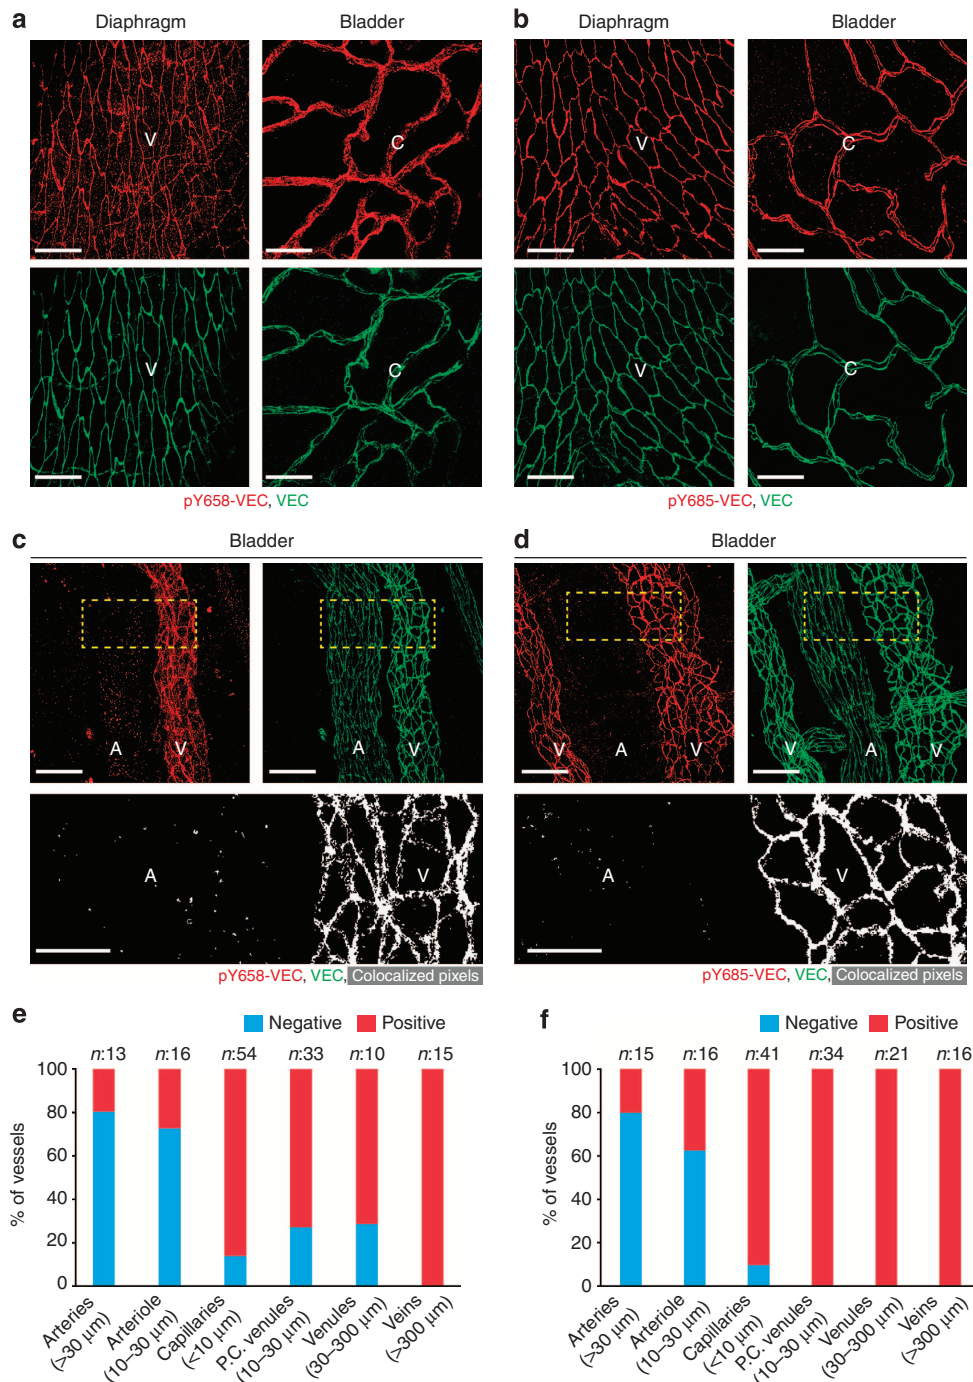 a
Diaphragm
Bladder
V
C
V
C
pY658-VEC, VEC
b
Diaphragm
Bladder
V
C
V
C
pY685-VEC, VEC
c
Bladder
A
V
A
V
A
V
pY658-VEC, VEC, Colocalized pixels
d
Bladder
V
A
V
V
A
V
A
V
pY685-VEC, VEC, Colocalized pixels
e
Negative
Positive
n:13
n:16
n:54
n:33
n:10
n:15
% of vessels
100
80
60
40
20
0
Arteries
(>30 µm)
Arteriole
(10–30 µm)
Capillaries
(<10 µm)
P.C. venules
(10–30 µm)
Venules
(30–300 µm)
Veins
(>300 µm)
f
Negative
Positive
n:15
n:16
n:41
n:34
n:21
n:16
% of vessels
100
80
60
40
20
0
Arteries
(>30 µm)
Arteriole
(10–30 µm)
Capillaries
(<10 µm)
P.C. venules
(10–30 µm)
Venules
(30–300 µm)
Veins
(>300 µm)